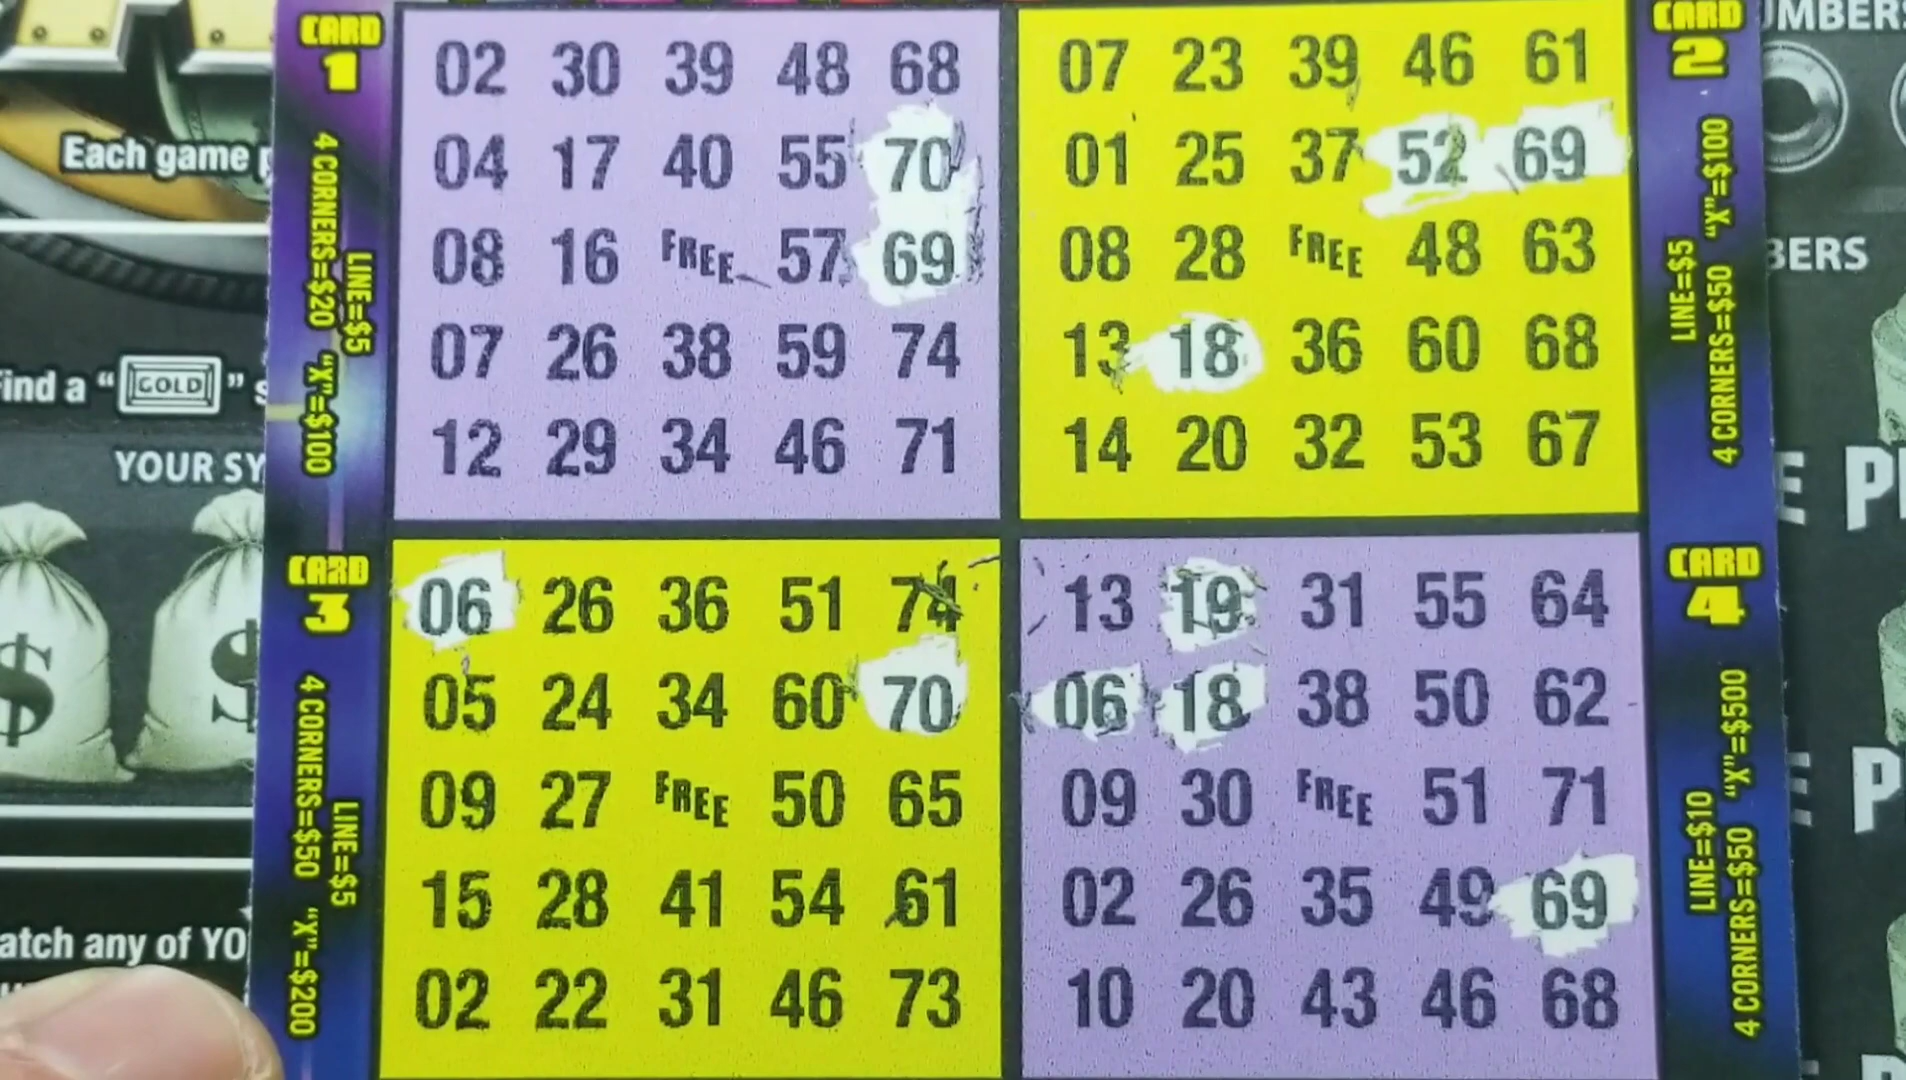 CARD 1
LINE=$5
4 CORNERS=$20 "X"=$100
02 30 39 48 68
04 17 40 55 70
08 16 FREE 57 69
07 26 38 59 74
12 29 34 46 71
CARD 2
LINE=$5
4 CORNERS=$50 "X"=$100
07 23 39 46 61
01 25 37 52 69
08 28 FREE 48 63
13 18 36 60 68
14 20 32 53 67
CARD 3
LINE=$5
4 CORNERS=$50 "X"=$200
06 26 36 51 74
05 24 34 60 70
09 27 FREE 50 65
15 28 41 54 61
02 22 31 46 73
CARD 4
LINE=$10
4 CORNERS=$50 "X"=$500
13 19 31 55 64
06 18 38 50 62
09 30 FREE 51 71
02 26 35 49 69
10 20 43 46 68
Each game
GOLD
YOUR
$ $
any of